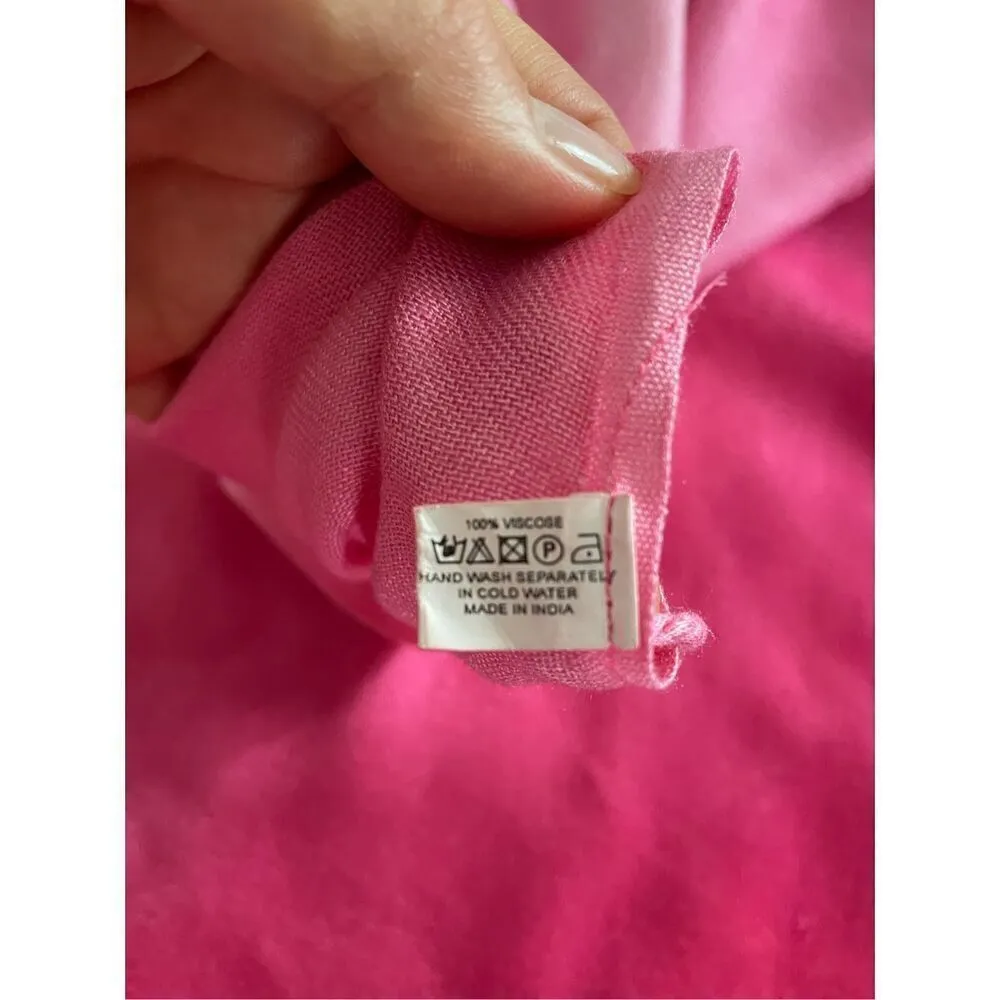 100% VISCOSE
P
HAND WASH SEPARATELY
IN COLD WATER
MADE IN INDIA